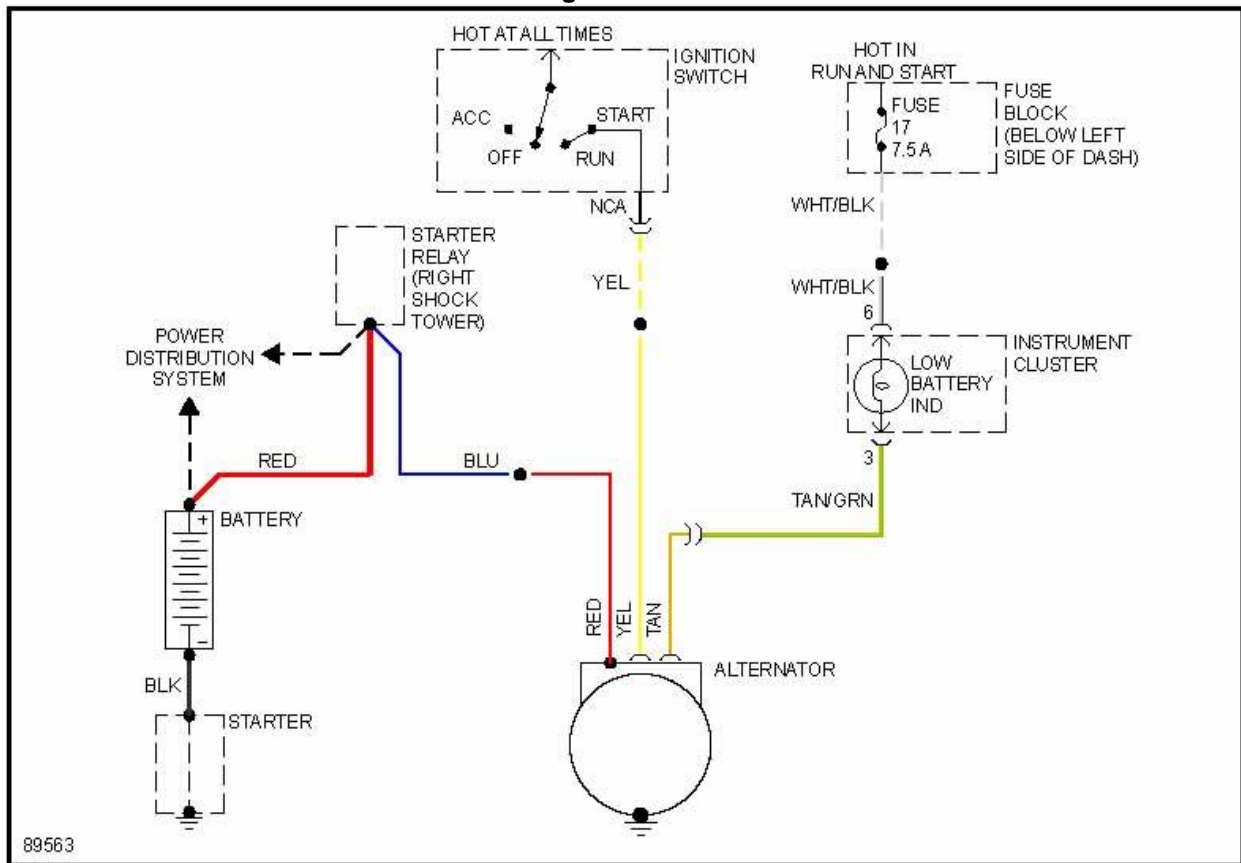 HOT AT ALL TIMES
IGNITION
SWITCH
ACC
START
OFF
RUN
NCA
HOT IN
RUN AND START
FUSE
17
7.5 A
FUSE
BLOCK
(BELOW LEFT
SIDE OF DASH)
WHT/BLK
WHT/BLK
6
INSTRUMENT
CLUSTER
LOW
BATTERY
IND
3
TAN/GRN
STARTER
RELAY
(RIGHT
SHOCK
TOWER)
YEL
POWER
DISTRIBUTION
SYSTEM
RED
BLU
+
BATTERY
-
BLK
STARTER
RED
YEL
TAN
ALTERNATOR
89563